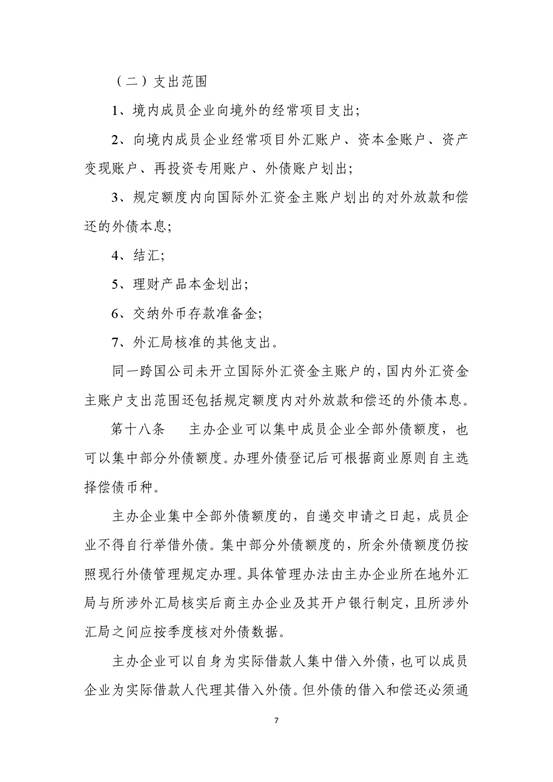 （二）支出范围
1、境内成员企业向境外的经常项目支出；
2、向境内成员企业经常项目外汇账户、资本金账户、资产
变现账户、再投资专用账户、外债账户划出；
3、规定额度内向国际外汇资金主账户划出的对外放款和偿
还的外债本息；
4、结汇；
5、理财产品本金划出；
6、交纳外币存款准备金；
7、外汇局核准的其他支出。
同一跨国公司未开立国际外汇资金主账户的，国内外汇资金
主账户支出范围还包括规定额度内对外放款和偿还的外债本息。
第十八条 主办企业可以集中成员企业全部外债额度，也
可以集中部分外债额度。办理外债登记后可根据商业原则自主选
择偿债币种。
主办企业集中全部外债额度的，自递交申请之日起，成员企
业不得自行举借外债。集中部分外债额度的，所余外债额度仍按
照现行外债管理规定办理。具体管理办法由主办企业所在地外汇
局与所涉外汇局核实后商主办企业及其开户银行制定，且所涉外
汇局之间应按季度核对外债数据。
主办企业可以自身为实际借款人集中借入外债，也可以成员
企业为实际借款人代理其借入外债。但外债的借入和偿还必须通
7